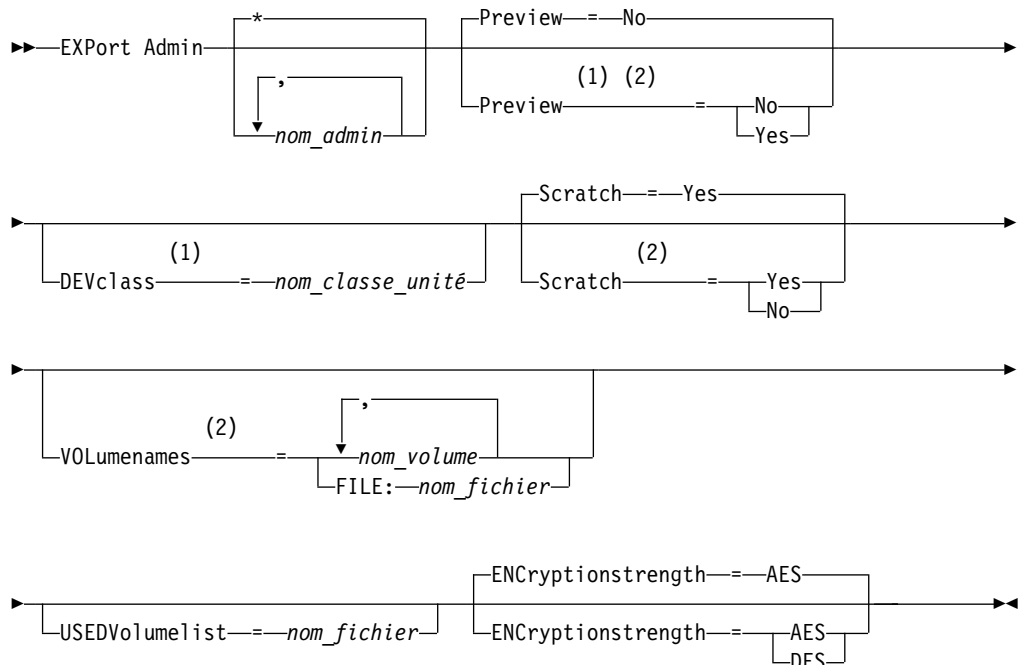 *
Preview = No
EXPort Admin
,
(1) (2)
Preview = No
nom_admin
Yes
Scratch = Yes
(1)
(2)
DEVclass = nom_classe_unité
Scratch = Yes
No
,
(2)
VOLumenames = nom_volume
FILE: nom_fichier
ENCryptionstrength = AES
USEDVolumelist = nom_fichier
ENCryptionstrength = AES
DES